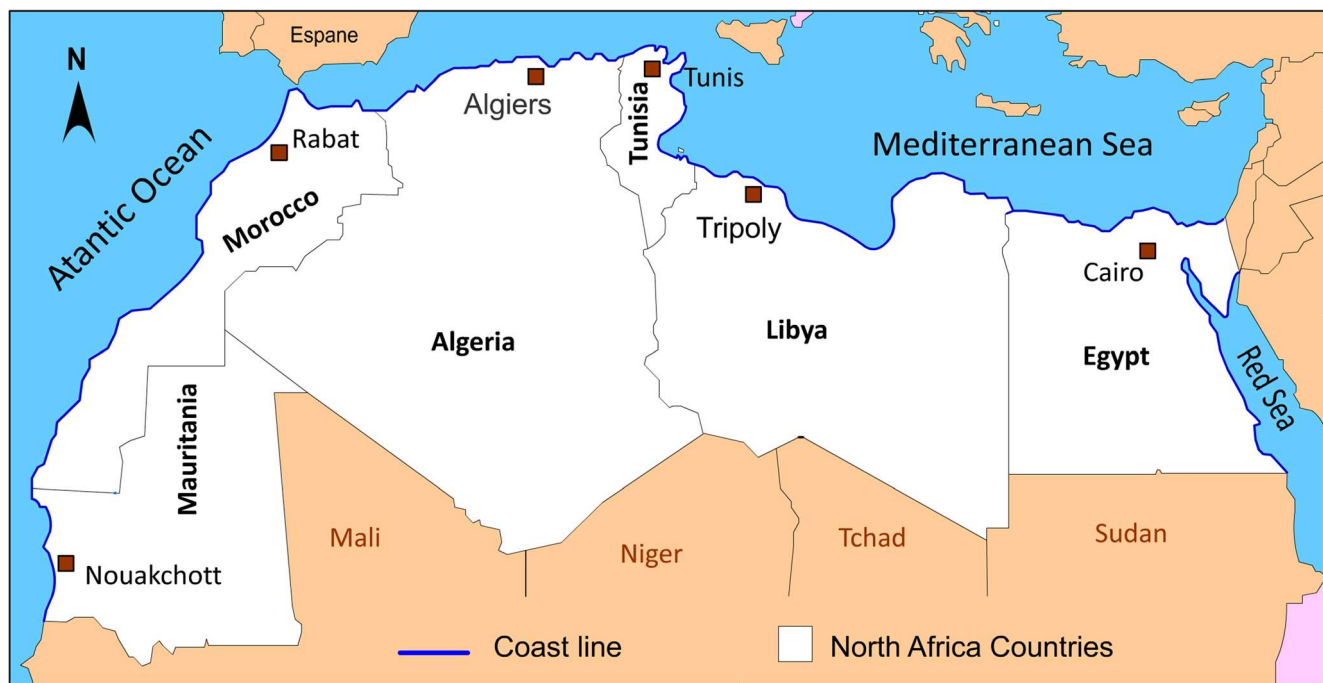 Espane
N
Tunis
Algiers
Tunisia
Rabat
Mediterranean Sea
Atantic Ocean
Morocco
Tripoly
Cairo
Algeria
Libya
Egypt
Red Sea
Mauritania
Mali
Niger
Tchad
Sudan
Nouakchott
Coast line
North Africa Countries